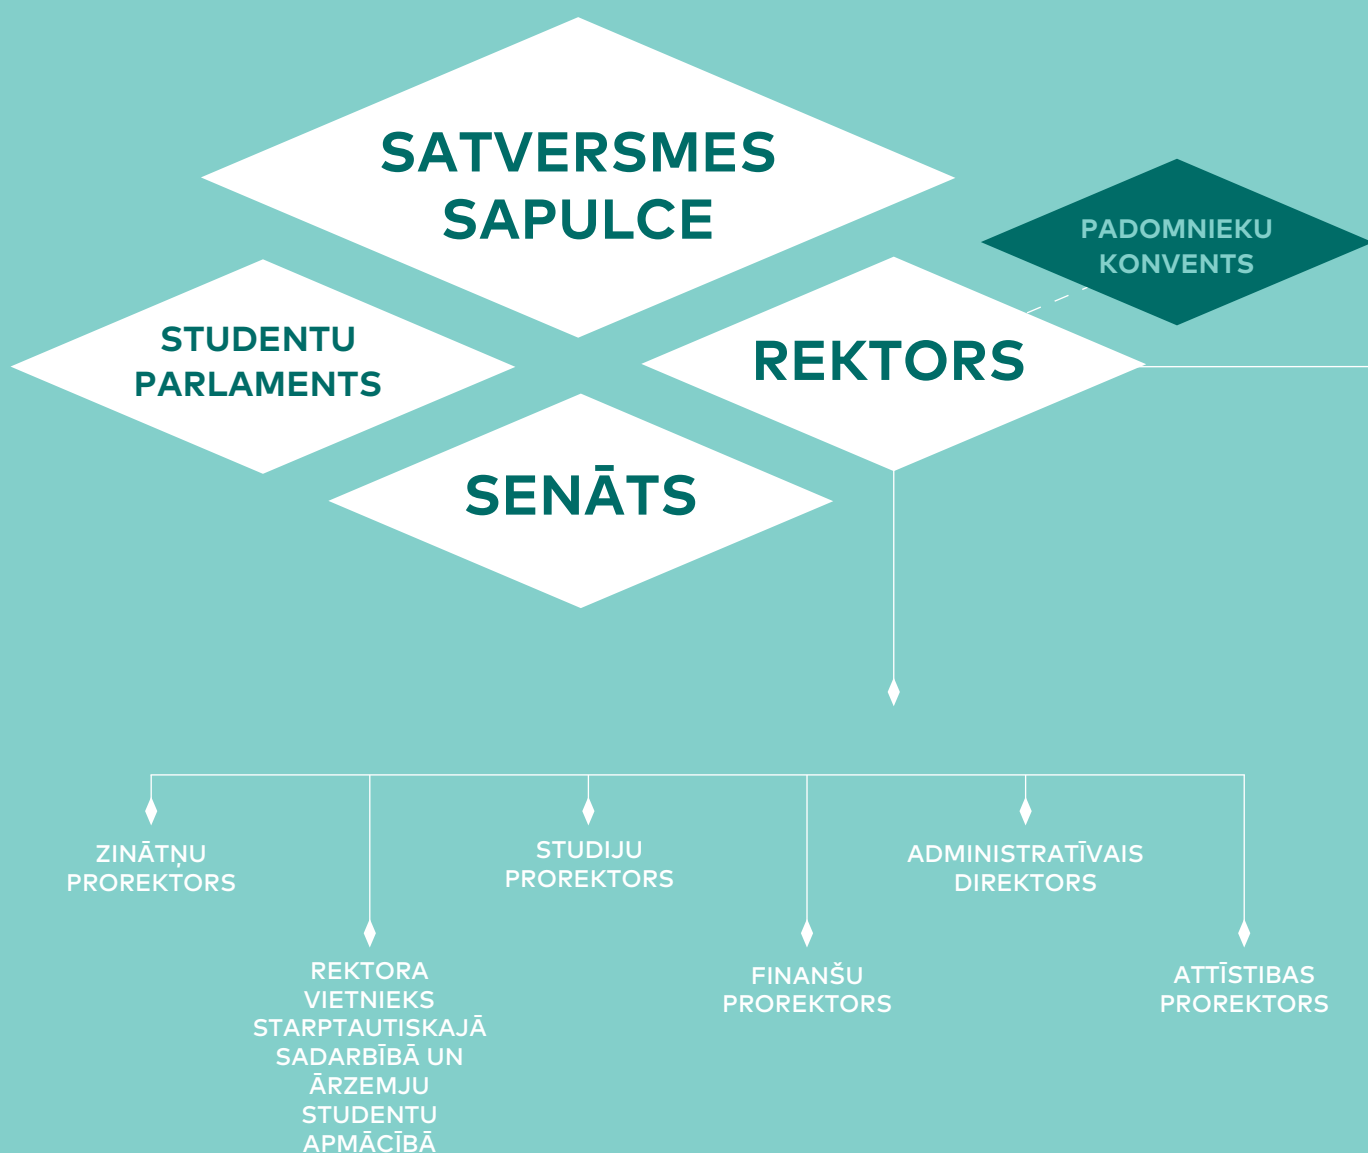 SATVERSMES
SAPULCE
PADOMNIEKU
KONVENTS
STUDENTU
PARLAMENTS
REKTORS
SENĀTS
ZINĀTŅU
PROREKTORS
REKTORA
VIETNIEKS
STARPTAUTISKAJĀ
SADARBĪBĀ UN
ĀRZEMJU
STUDENTU
APMĀCĪBĀ
STUDIJU
PROREKTORS
FINANŠU
PROREKTORS
ADMINISTRATĪVAIS
DIREKTORS
ATTĪSTIBAS
PROREKTORS